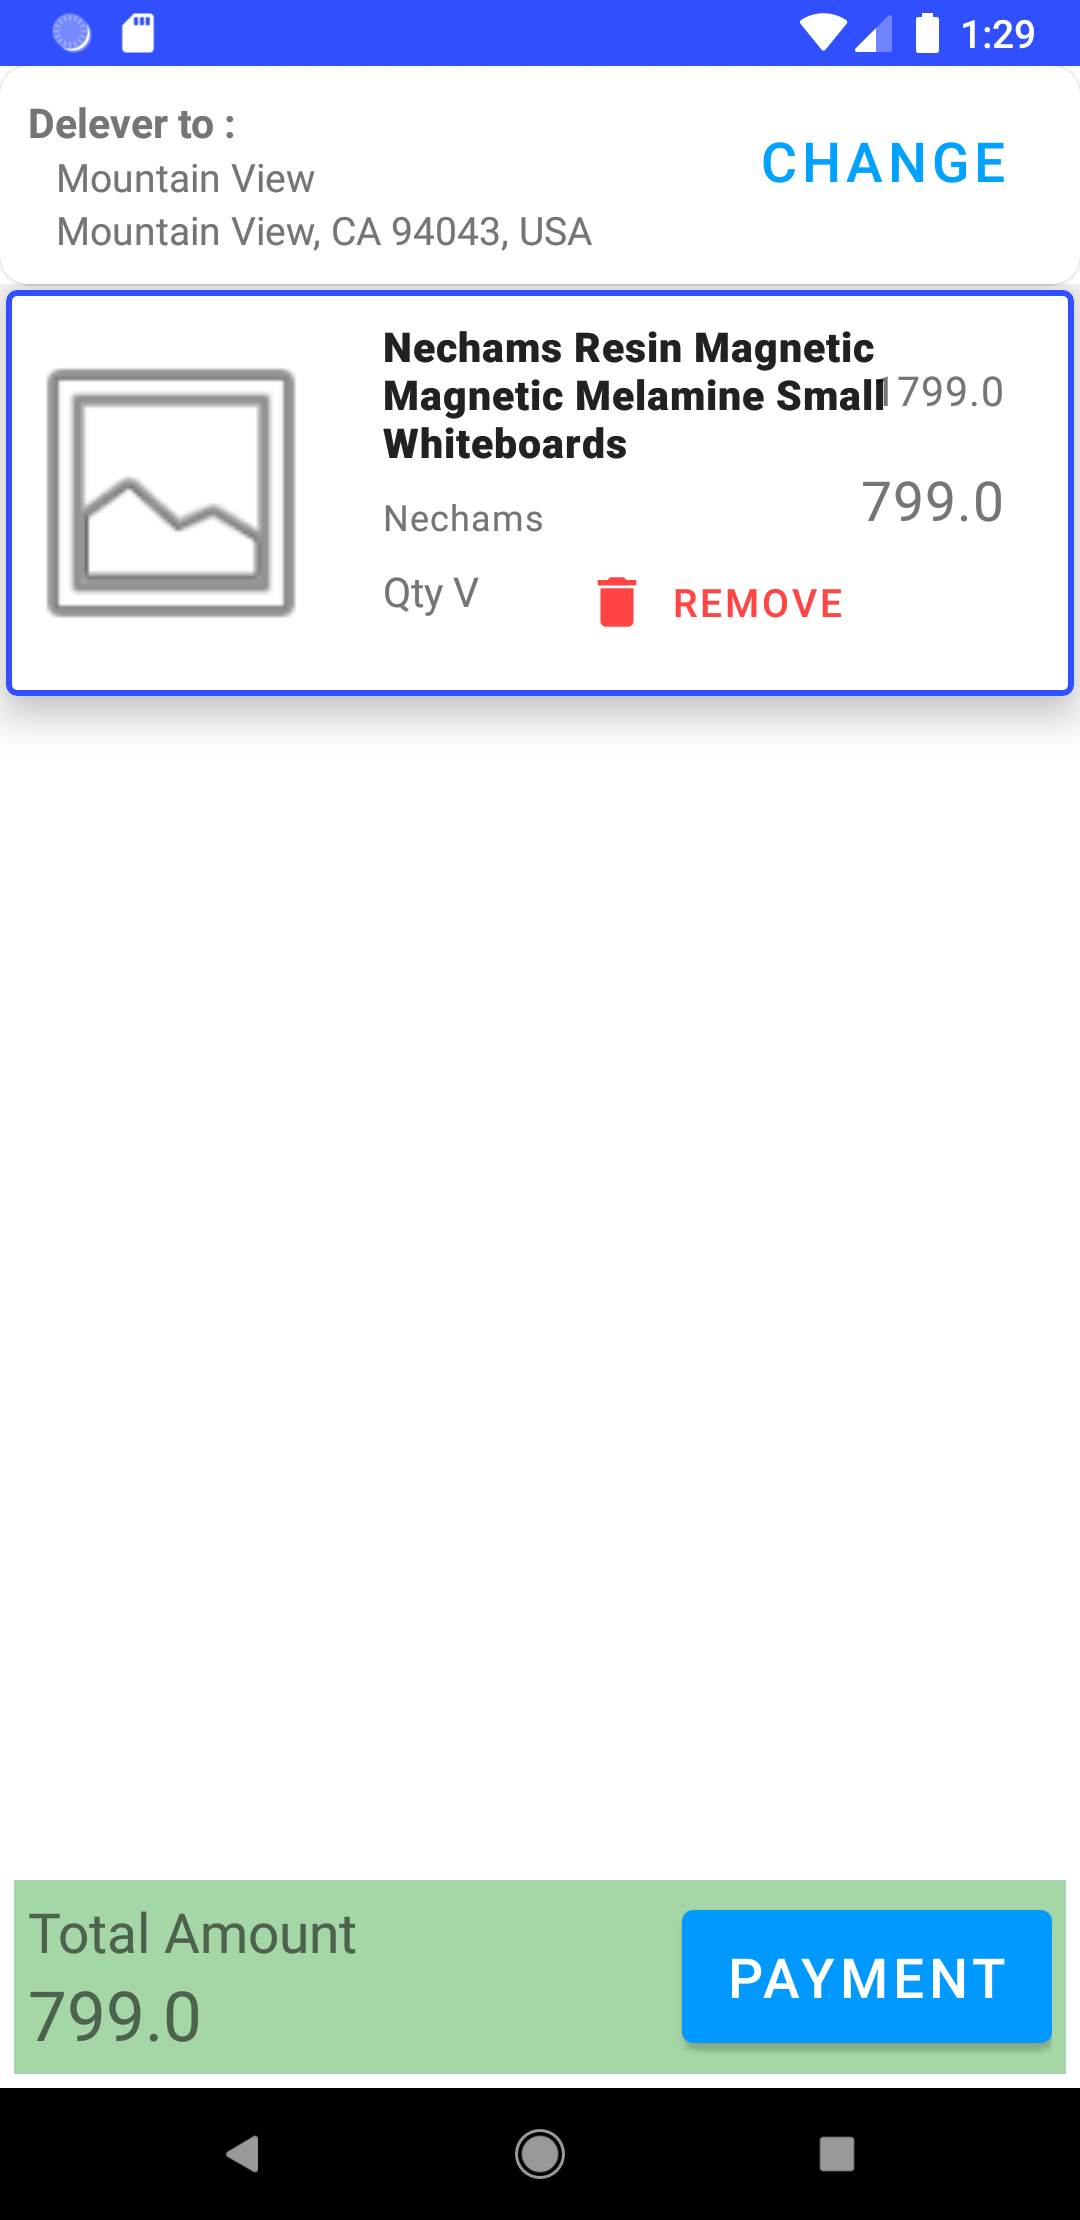 1:29
Delever to :
Mountain View
Mountain View, CA 94043, USA
CHANGE
Nechams Resin Magnetic
Magnetic Melamine Small
Whiteboards
1799.0
799.0
Nechams
Qty V
REMOVE
Total Amount
799.0
PAYMENT